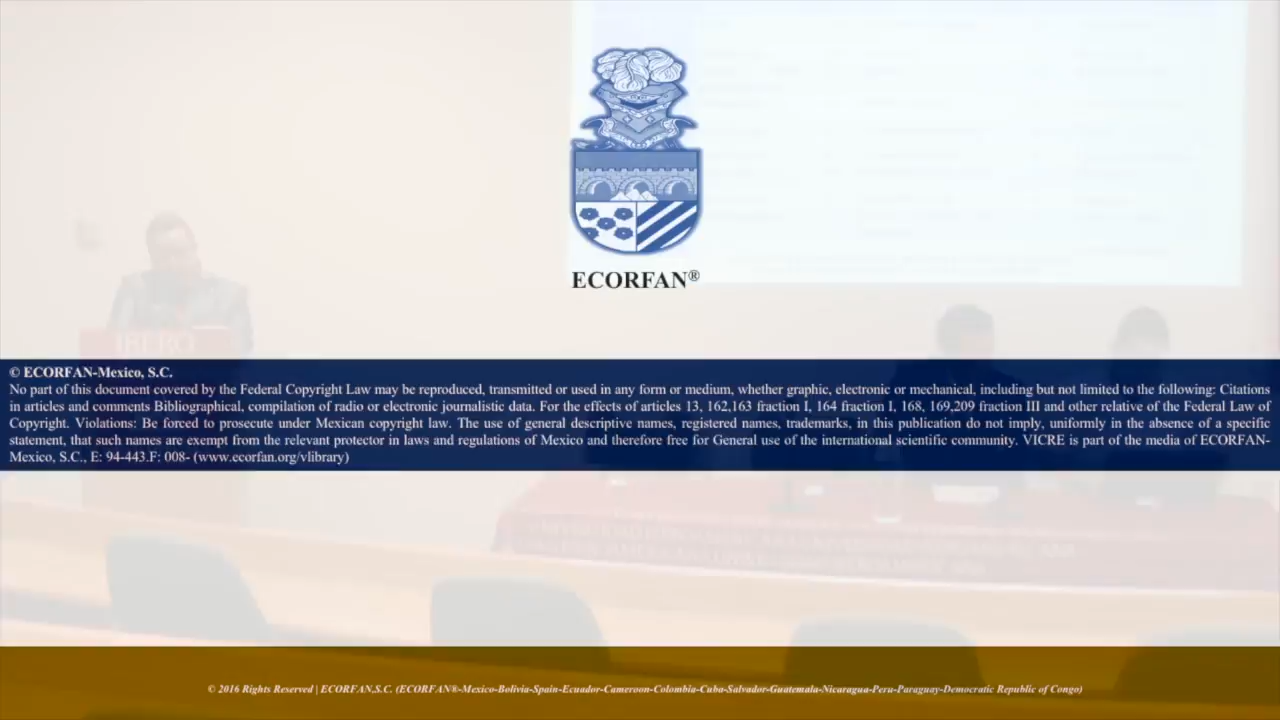 ECORFAN®
IBERO
© ECORFAN-Mexico, S.C.
No part of this document covered by the Federal Copyright Law may be reproduced, transmitted or used in any form or medium, whether graphic, electronic or mechanical, including but not limited to the following: Citations
in articles and comments Bibliographical, compilation of radio or electronic journalistic data. For the effects of articles 13, 162,163 fraction I, 164 fraction I, 168, 169,209 fraction III and other relative of the Federal Law of
Copyright. Violations: Be forced to prosecute under Mexican copyright law. The use of general descriptive names, registered names, trademarks, in this publication do not imply, uniformly in the absence of a specific
statement, that such names are exempt from the relevant protector in laws and regulations of Mexico and therefore free for General use of the international scientific community. VICRE is part of the media of ECORFAN-
Mexico, S.C., E: 94-443.F: 008- (www.ecorfan.org/vlibrary)
© 2016 Rights Reserved | ECORFAN,S.C. (ECORFAN®-Mexico-Bolivia-Spain-Ecuador-Cameroon-Colombia-Cuba-Salvador-Guatemala-Nicaragua-Peru-Paraguay-Democratic Republic of Congo)